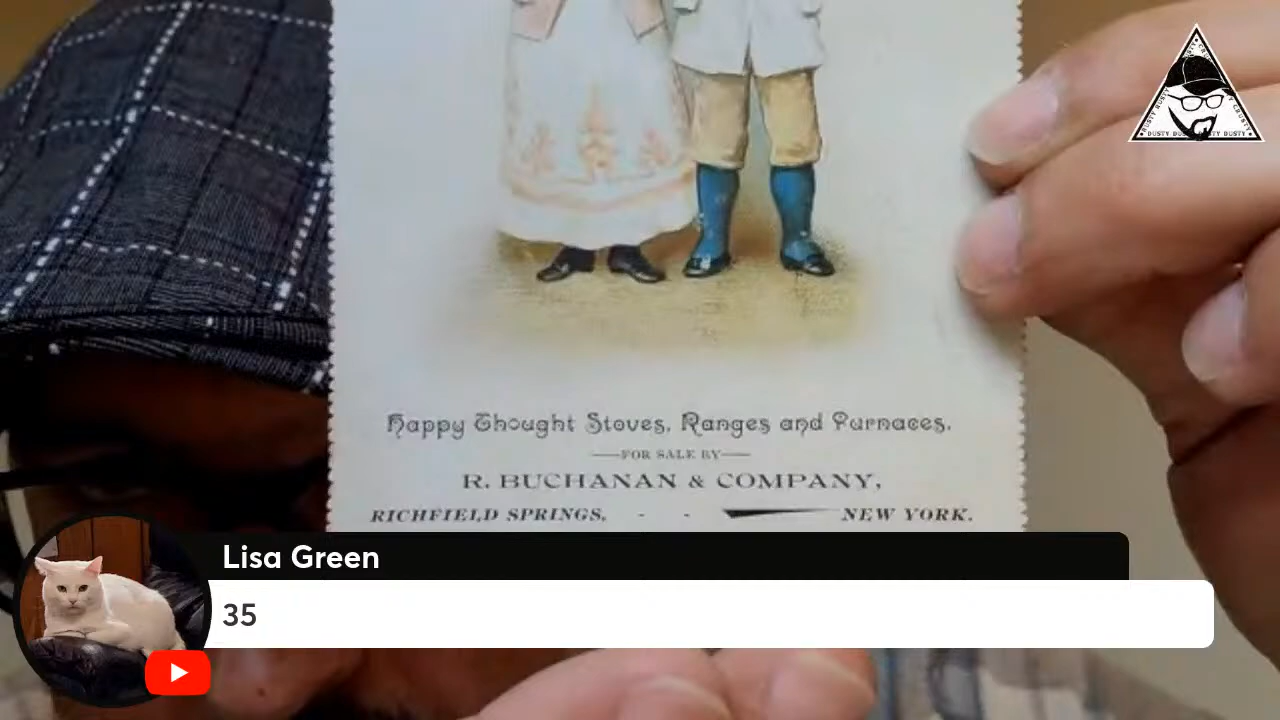 Happy Thought Stoves, Ranges and Furnaces.
FOR SALE BY
R. BUCHANAN & COMPANY,
RICHFIELD SPRINGS, - - NEW YORK.
Lisa Green
35